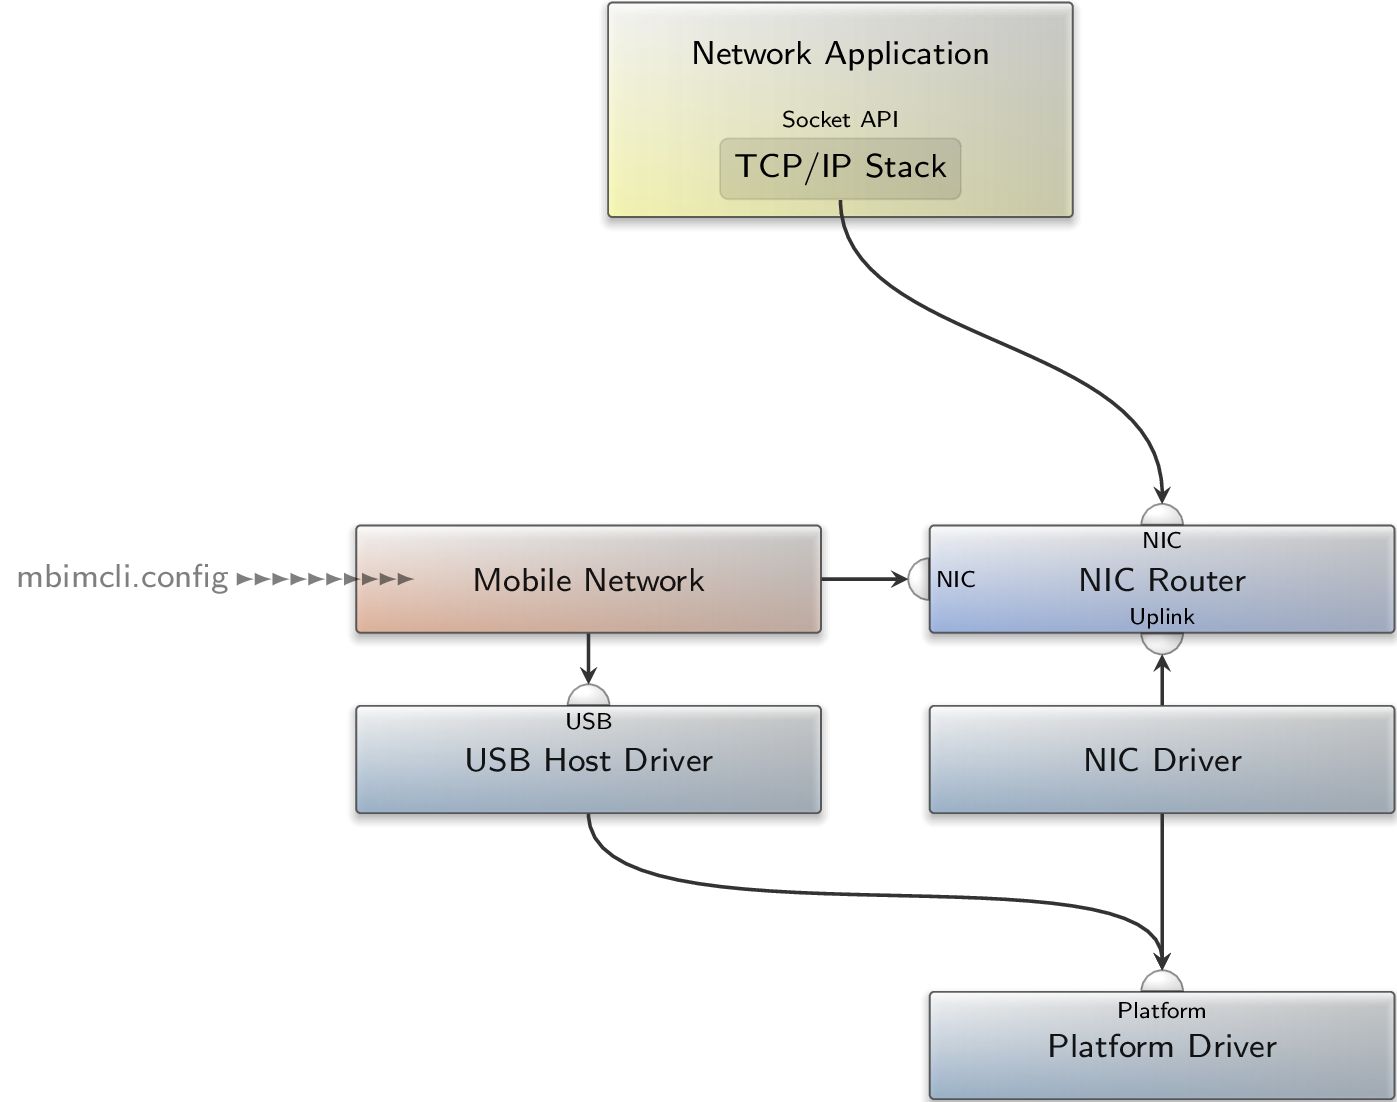 Network Application
Socket API
TCP/IP Stack
mbimcli.config
Mobile Network
NIC
NIC
NIC Router
Uplink
USB
USB Host Driver
NIC Driver
Platform
Platform Driver